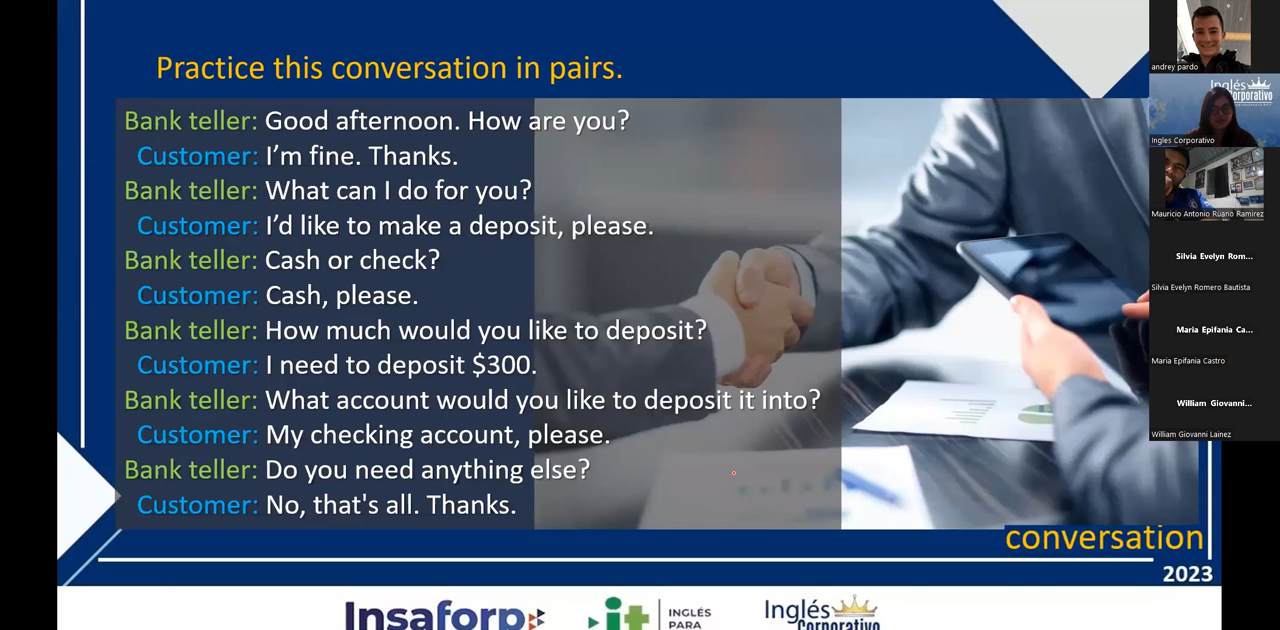 Practice this conversation in pairs.
Bank teller: Good afternoon. How are you?
Customer: I'm fine. Thanks.
Bank teller: What can I do for you?
Customer: I'd like to make a deposit, please.
Bank teller: Cash or check?
Customer: Cash, please.
Bank teller: How much would you like to deposit?
Customer: I need to deposit $300.
Bank teller: What account would you like to deposit it into?
Customer: My checking account, please.
Bank teller: Do you need anything else?
Customer: No, that's all. Thanks.
conversation
2023
Insaforp
it
INGLÉS
PARA
Inglés
Corporativo
andrey pardo
Inglés
Corporativo
Ingles Corporativo
Mauricio Antonio Ruano Ramirez
Silvia Evelyn Rom...
Silvia Evelyn Romero Bautista
Maria Epifania Ca...
Maria Epifania Castro
William Giovanni...
William Giovanni Lainez